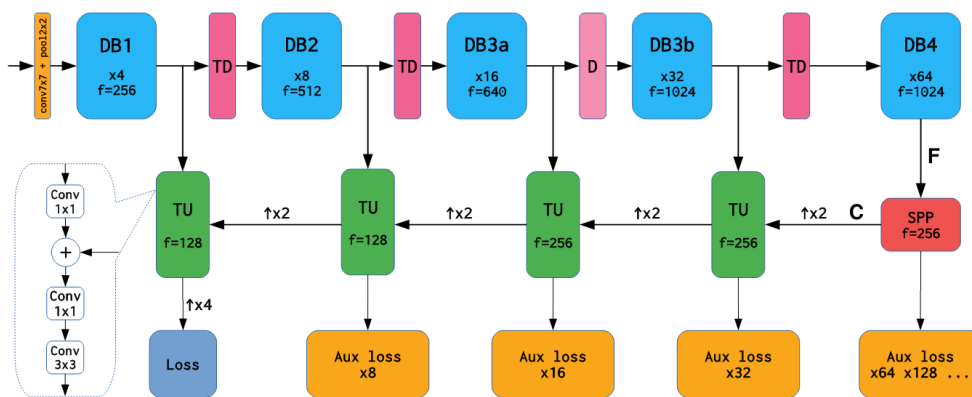 conv7x7 + pool2x2
DB1
x4
f=256
TD
DB2
x8
f=512
TD
DB3a
x16
f=640
D
DB3b
x32
f=1024
TD
DB4
x64
f=1024
F
Conv
1x1
+
Conv
1x1
Conv
3x3
TU
f=128
↑x2
TU
f=128
↑x2
TU
f=256
↑x2
TU
f=256
↑x2
C
SPP
f=256
↑x4
Loss
Aux loss
x8
Aux loss
x16
Aux loss
x32
Aux loss
x64 x128 ...